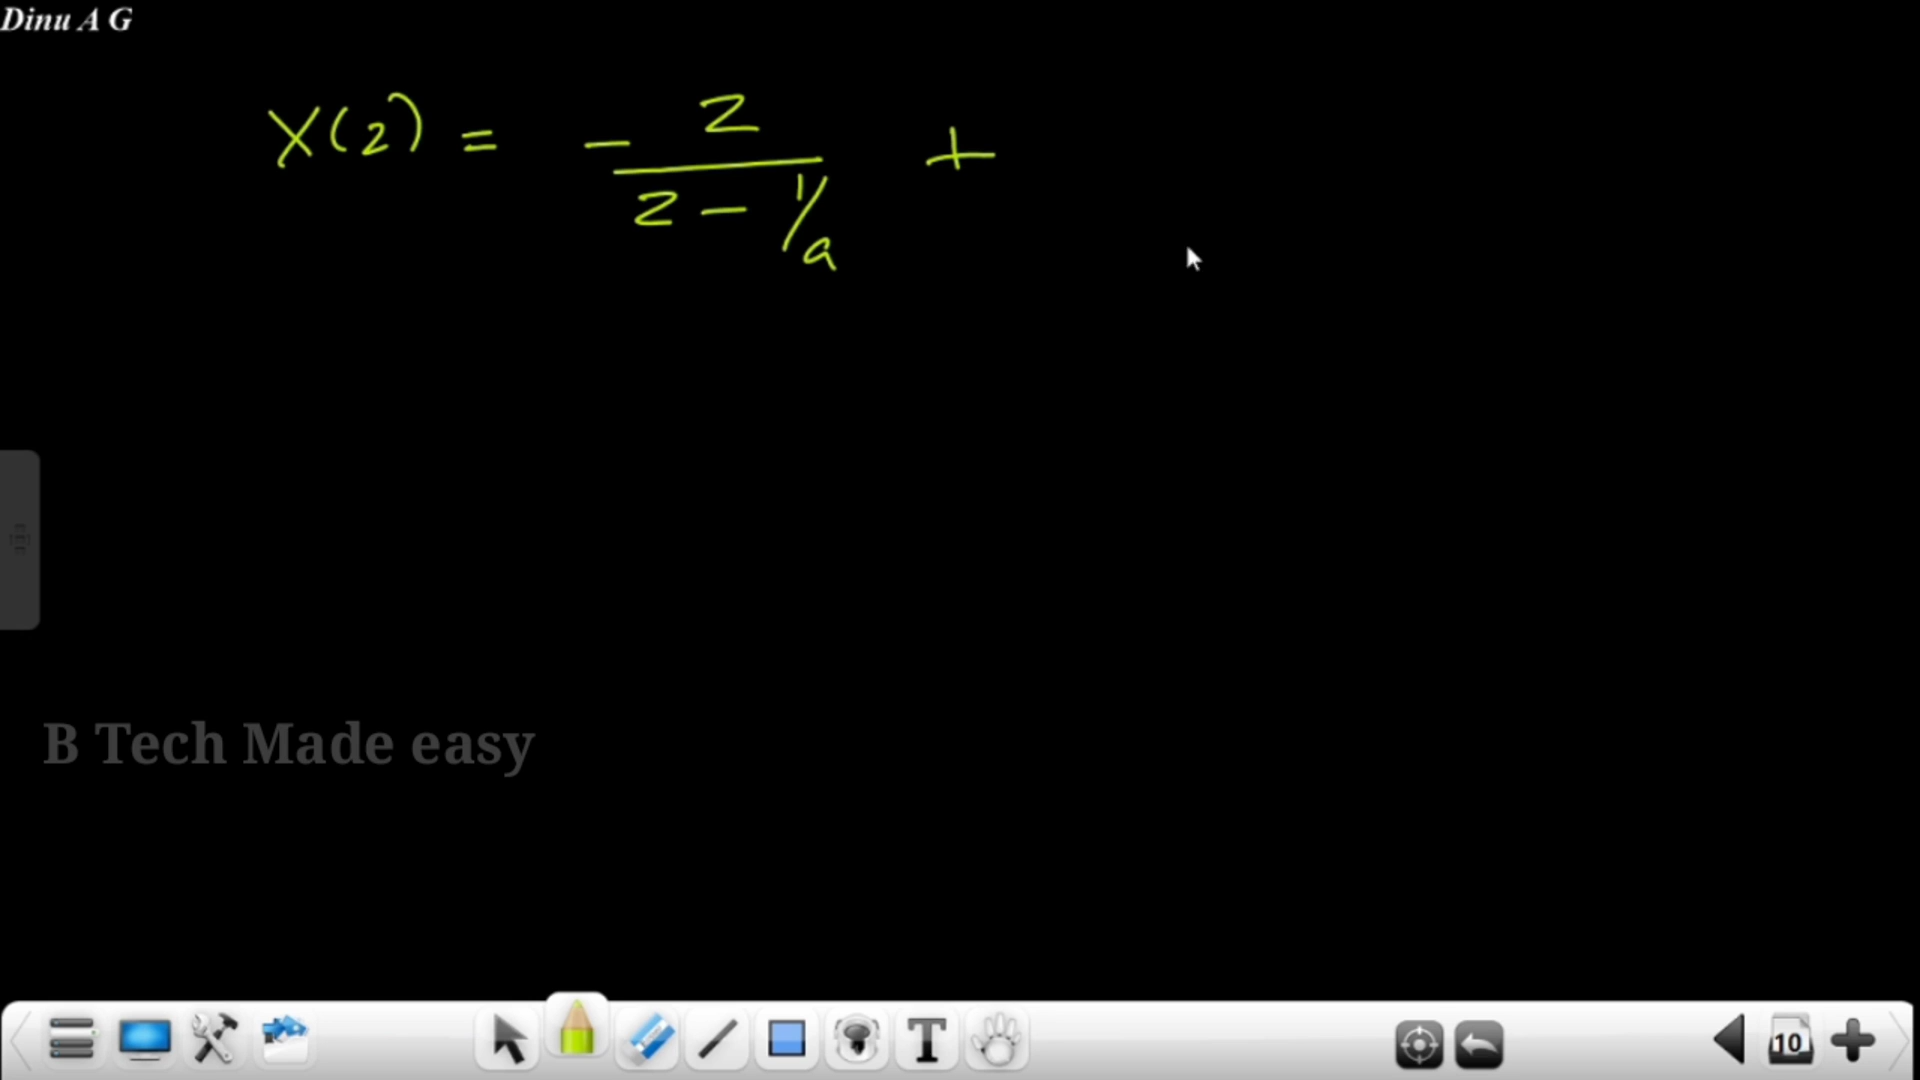 Dinu A G
X(z) = - z / (z - 1/a) +
B Tech Made easy
T
10